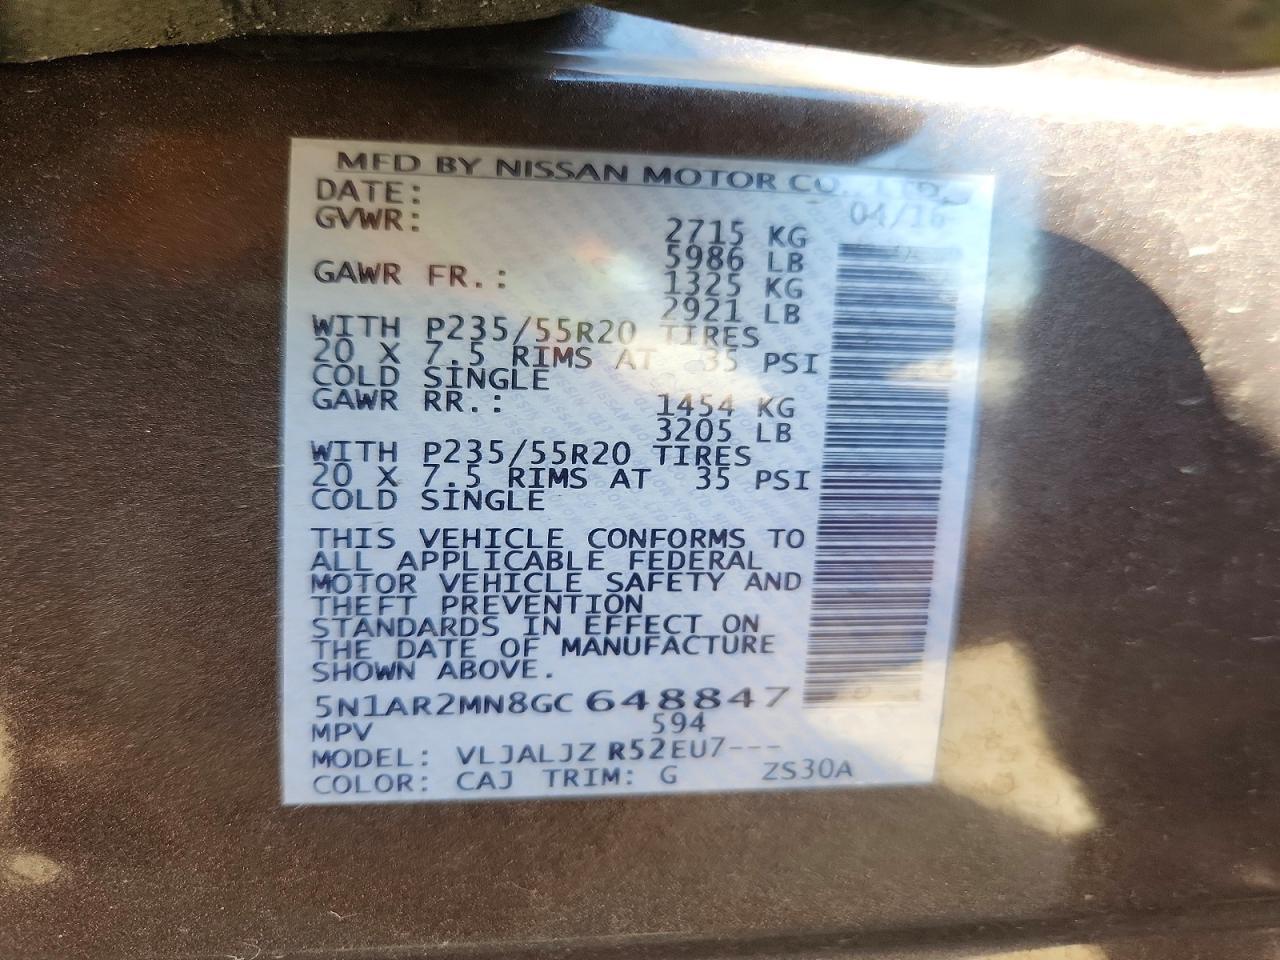 MFD BY NISSAN MOTOR CO., LTD.
DATE: 04/16
GVWR: 2715 KG
5986 LB
GAWR FR.: 1325 KG
2921 LB
WITH P235/55R20 TIRES
20 X 7.5 RIMS AT 35 PSI
COLD SINGLE
GAWR RR.: 1454 KG
3205 LB
WITH P235/55R20 TIRES
20 X 7.5 RIMS AT 35 PSI
COLD SINGLE
THIS VEHICLE CONFORMS TO
ALL APPLICABLE FEDERAL
MOTOR VEHICLE SAFETY AND
THEFT PREVENTION
STANDARDS IN EFFECT ON
THE DATE OF MANUFACTURE
SHOWN ABOVE.
5N1AR2MN8GC 648847
MPV 594
MODEL: VLJALJZ R52EU7---
COLOR: CAJ TRIM: G ZS30A